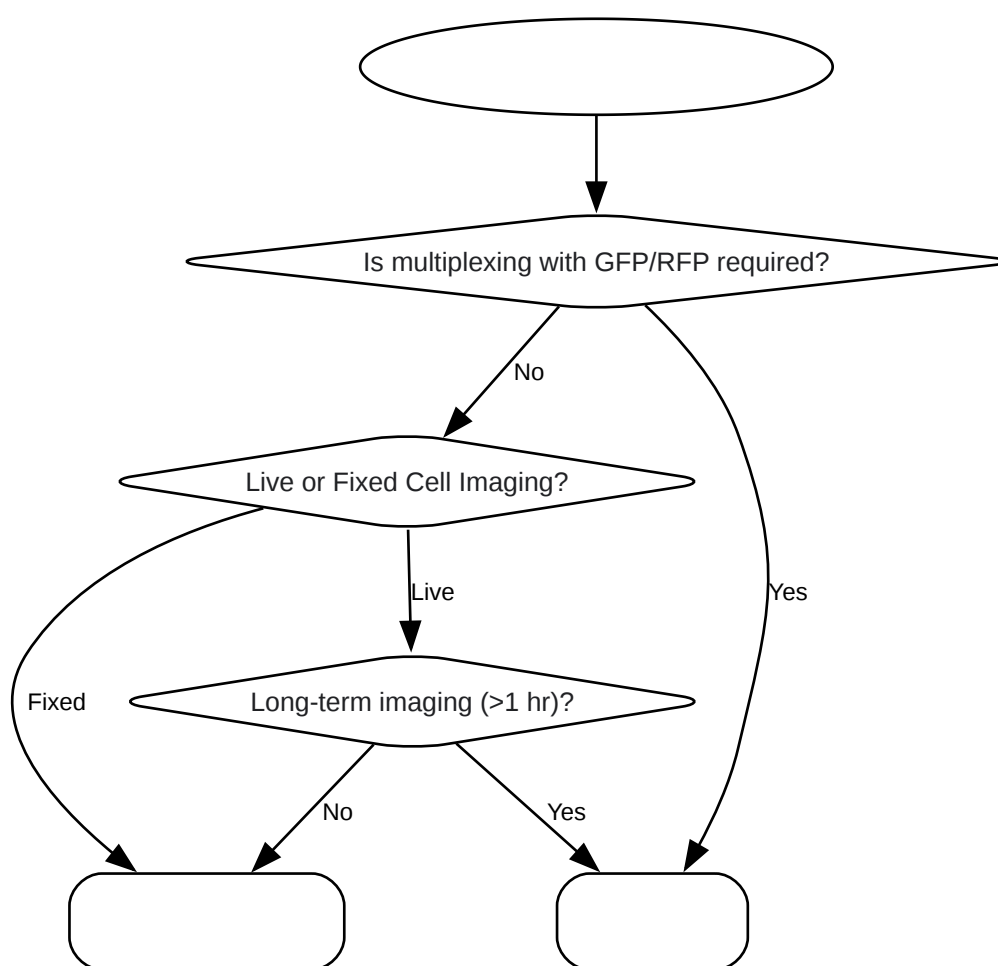 Is multiplexing with GFP/RFP required?
No
Live or Fixed Cell Imaging?
Live
Yes
Fixed
Long-term imaging (>1 hr)?
No
Yes